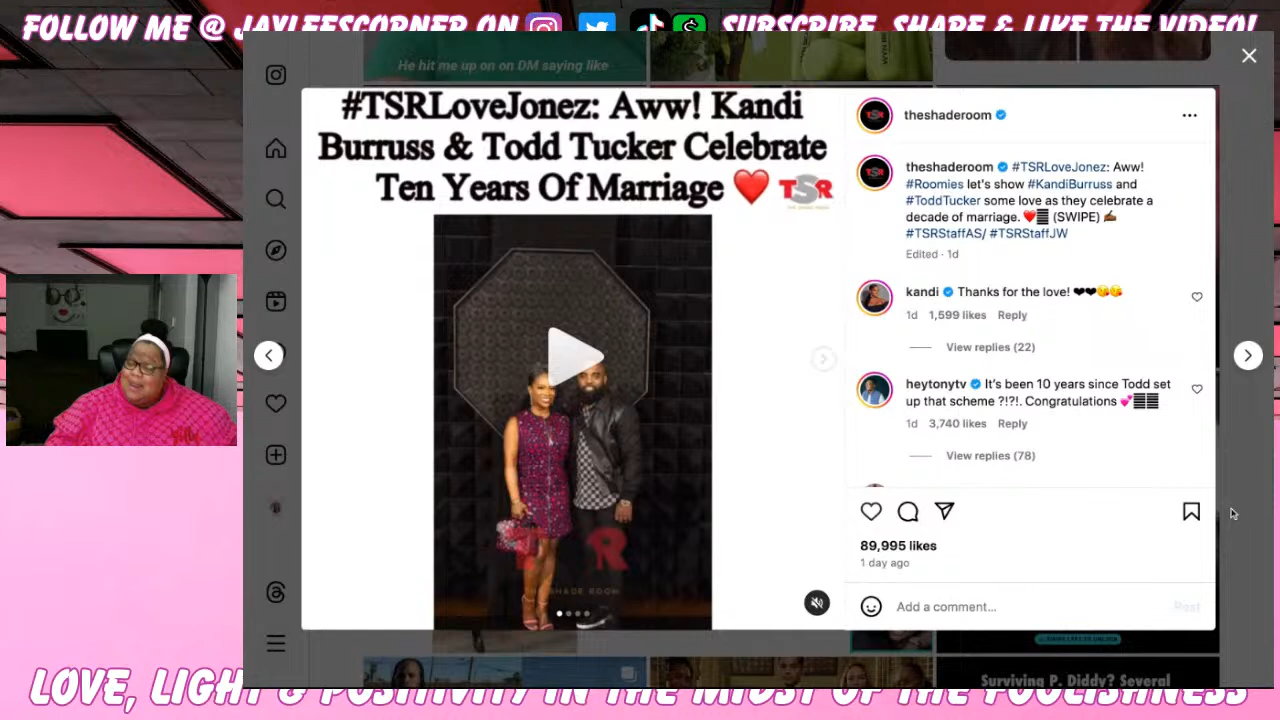 FOLLOW ME @ JAYLEESCORNER ON
SUBSCRIBE, SHARE & LIKE THE VIDEO!
He hit me up on on DM saying like
#TSRLoveJonez: Aww! Kandi
Burruss & Todd Tucker Celebrate
Ten Years Of Marriage ❤️ TSR
T R
THE SHADE ROOM
theshaderoom
theshaderoom #TSRLoveJonez: Aww!
#Roomies let's show #KandiBurruss and
#ToddTucker some love as they celebrate a
decade of marriage. (SWIPE)
#TSRStaffAS/ #TSRStaffJW
Edited · 1d
kandi Thanks for the love! ❤❤😘😘
1d 1,599 likes Reply
View replies (22)
heytonytv It's been 10 years since Todd set
up that scheme ?!?!. Congratulations
1d 3,740 likes Reply
View replies (78)
89,995 likes
1 day ago
Add a comment...
Post
Surviving P. Diddy? Several
LOVE, LIGHT & POSITIVITY IN THE MIDST OF THE FOOLISHNESS